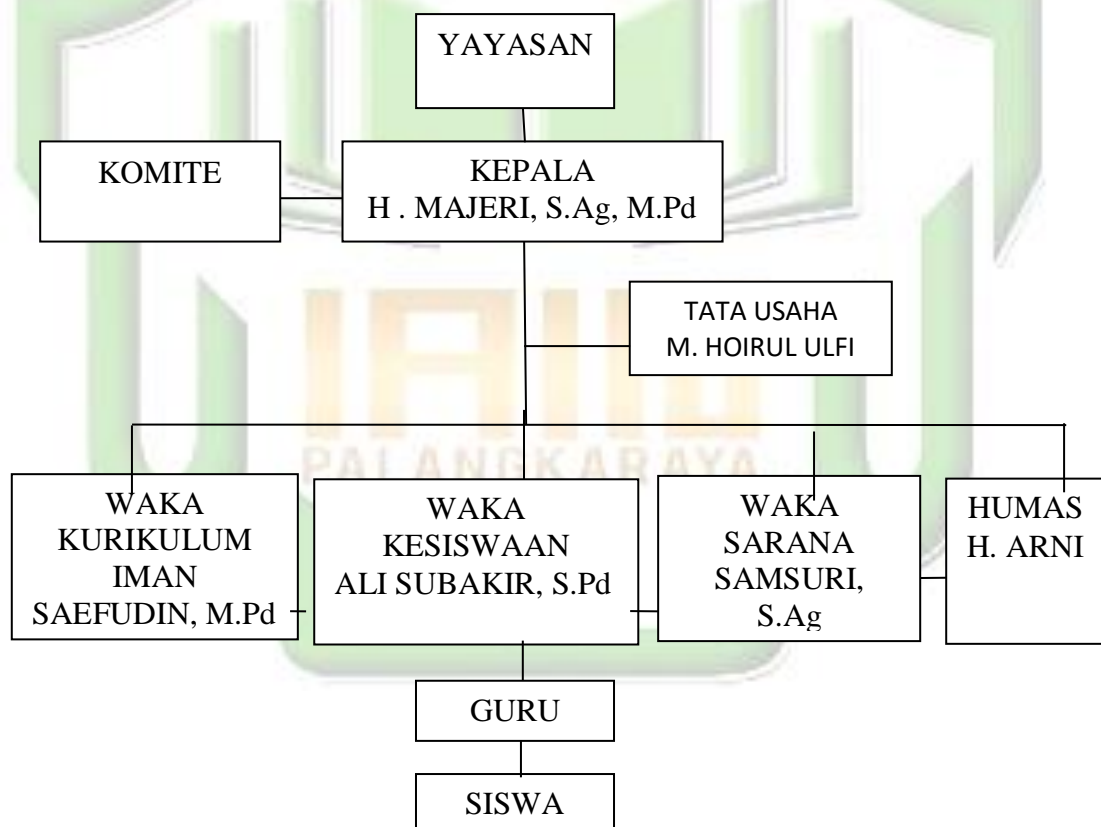 YAYASAN
KOMITE
KEPALA
H . MAJERI, S.Ag, M.Pd
TATA USAHA
M. HOIRUL ULFI
IAIN
PALANGKARAYA
WAKA
KURIKULUM
IMAN
SAEFUDIN, M.Pd
WAKA
KESISWAAN
ALI SUBAKIR, S.Pd
WAKA
SARANA
SAMSURI,
S.Ag
HUMAS
H. ARNI
GURU
SISWA